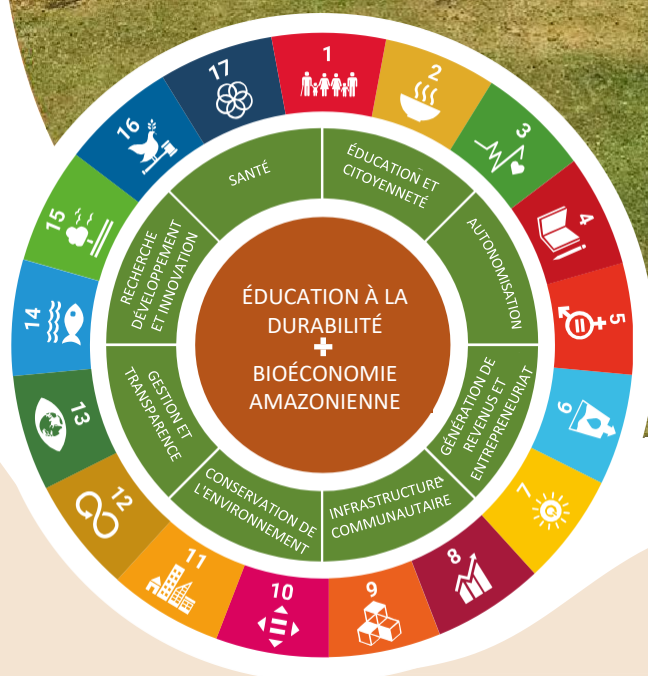 1
2
3
4
5
6
7
8
9
10
11
12
13
14
15
16
17
SANTÉ
ÉDUCATION ET
CITOYENNETÉ
AUTONOMISATION
GÉNÉRATION DE
REVENUS ET
ENTREPRENEURIAT
INFRASTRUCTURE
COMMUNAUTAIRE
CONSERVATION DE
L'ENVIRONNEMENT
GESTION ET
TRANSPARENCE
RECHERCHE
DÉVELOPPEMENT
ET INNOVATION
ÉDUCATION À LA
DURABILITÉ
+
BIOÉCONOMIE
AMAZONIENNE